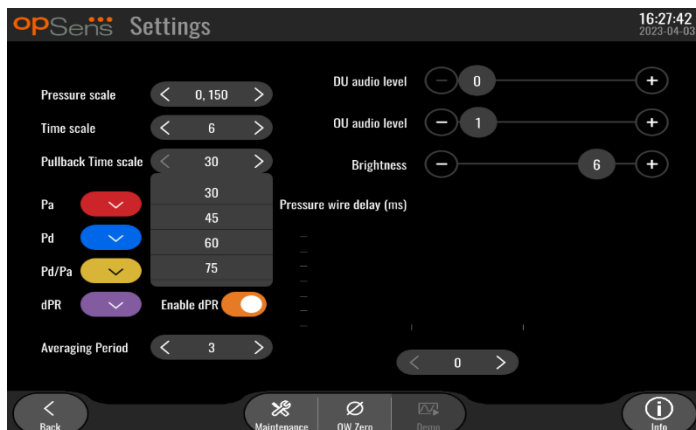 opSens Settings
16:27:42
2023-04-03
Pressure scale < 0, 150 >
Time scale < 6 >
Pullback Time scale < 30 >
30
45
60
75
Pa
Pd
Pd/Pa
dPR Enable dPR
Averaging Period < 3 >
DU audio level − 0 +
OU audio level − 1 +
Brightness − 6 +
Pressure wire delay (ms)
< 0 >
Back
Maintenance
OW Zero
Demo
Info